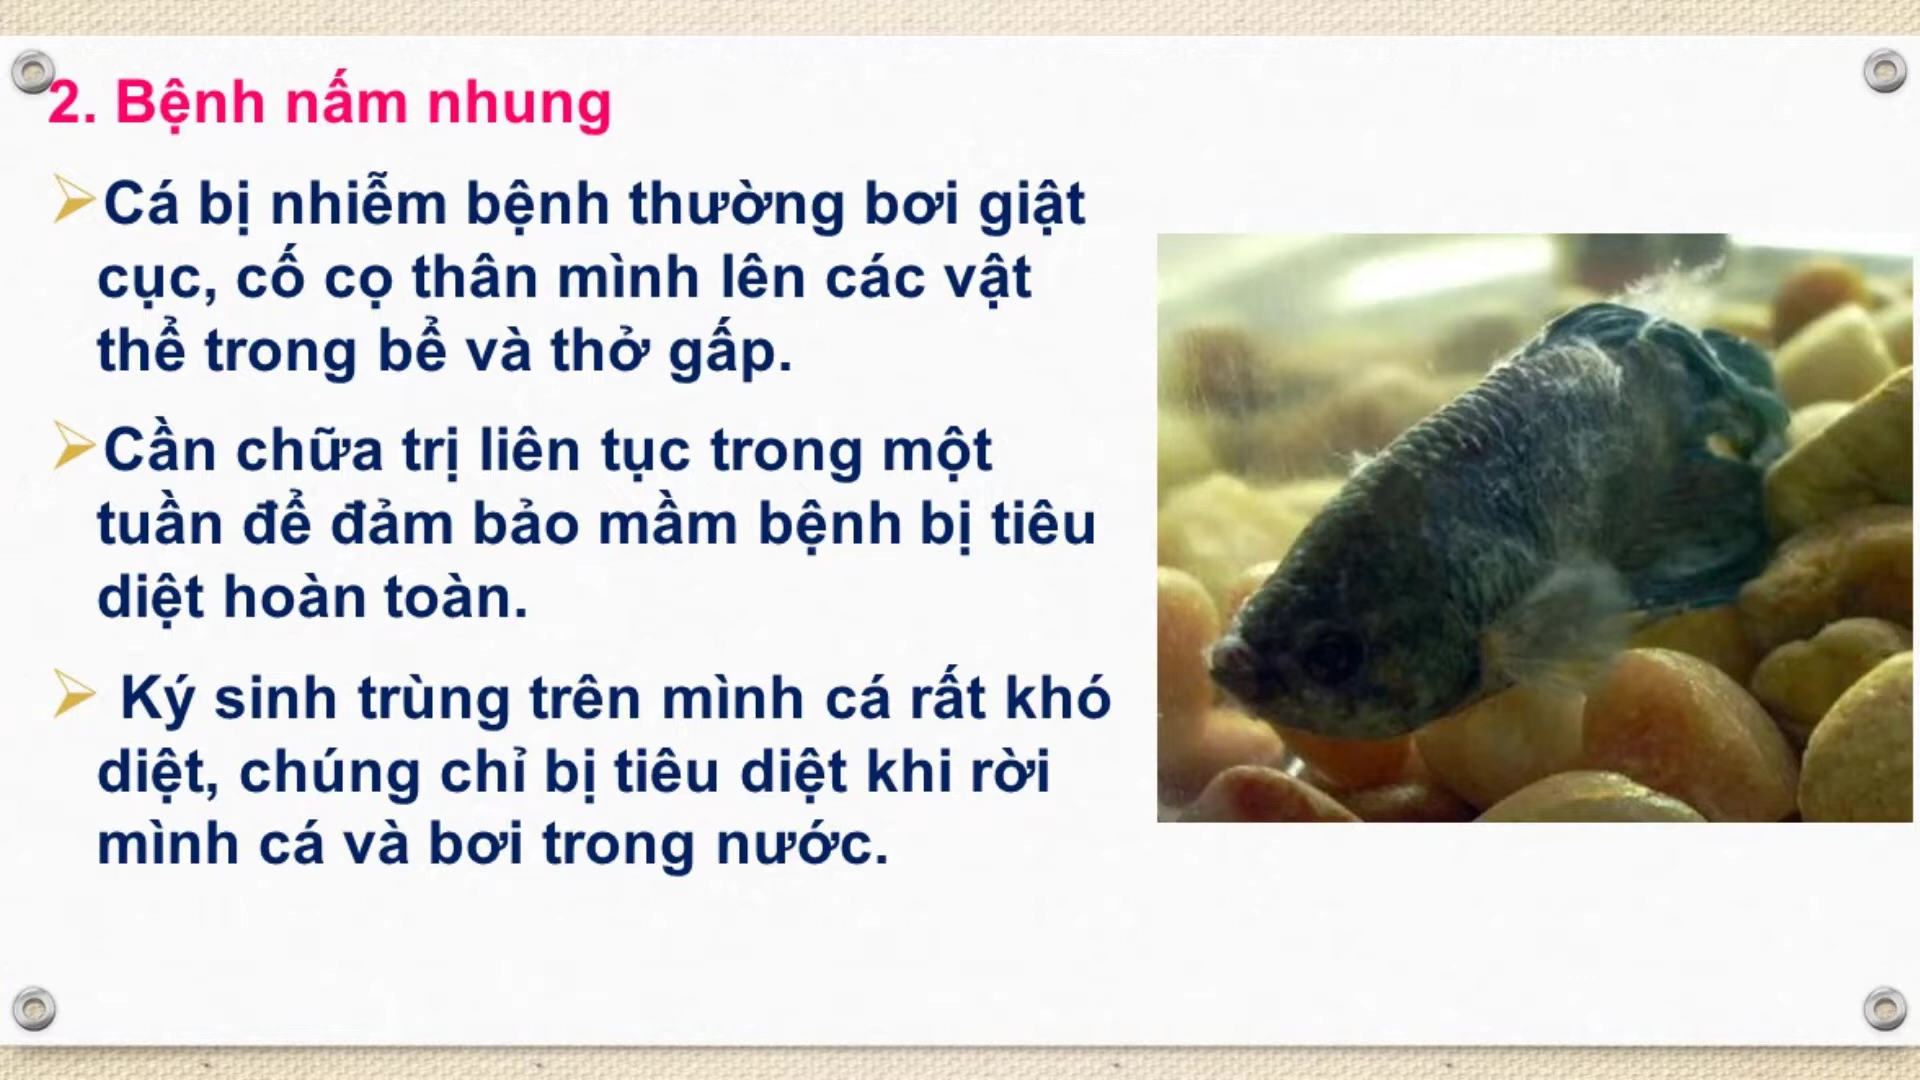 2. Bệnh nấm nhung
Cá bị nhiễm bệnh thường bơi giật
cục, cố cọ thân mình lên các vật
thể trong bể và thở gấp.
Cần chữa trị liên tục trong một
tuần để đảm bảo mầm bệnh bị tiêu
diệt hoàn toàn.
Ký sinh trùng trên mình cá rất khó
diệt, chúng chỉ bị tiêu diệt khi rời
mình cá và bơi trong nước.